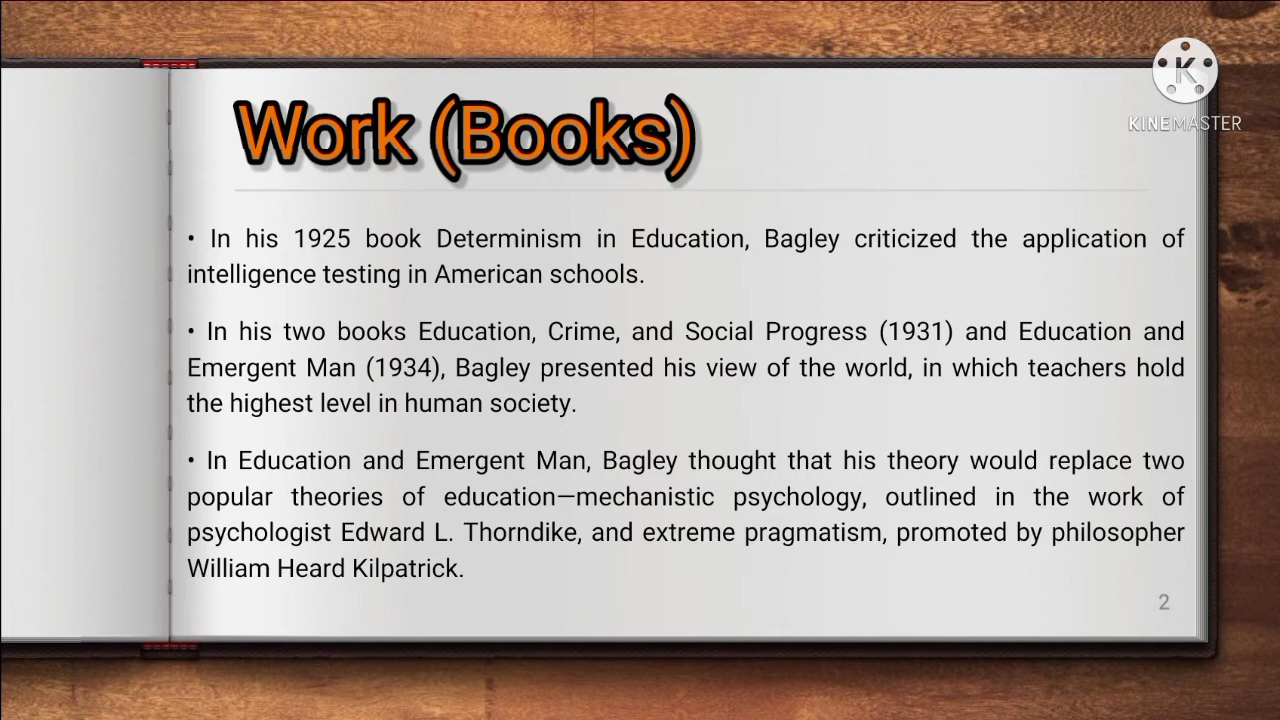 Work (Books)
K
KINEMASTER
• In his 1925 book Determinism in Education, Bagley criticized the application of
intelligence testing in American schools.
• In his two books Education, Crime, and Social Progress (1931) and Education and
Emergent Man (1934), Bagley presented his view of the world, in which teachers hold
the highest level in human society.
• In Education and Emergent Man, Bagley thought that his theory would replace two
popular theories of education—mechanistic psychology, outlined in the work of
psychologist Edward L. Thorndike, and extreme pragmatism, promoted by philosopher
William Heard Kilpatrick.
2